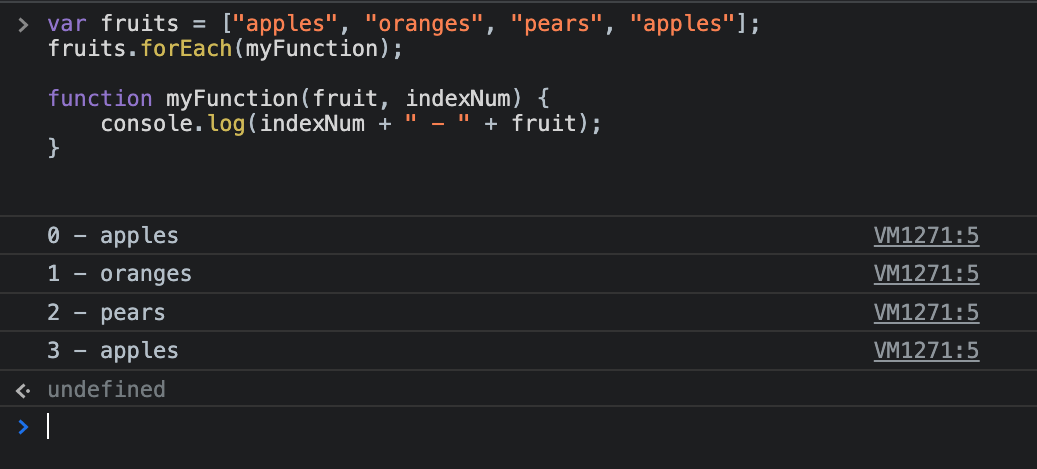 > var fruits = ["apples", "oranges", "pears", "apples"];
fruits.forEach(myFunction);
function myFunction(fruit, indexNum) {
    console.log(indexNum + " – " + fruit);
}
0 – apples VM1271:5
1 – oranges VM1271:5
2 – pears VM1271:5
3 – apples VM1271:5
undefined
>